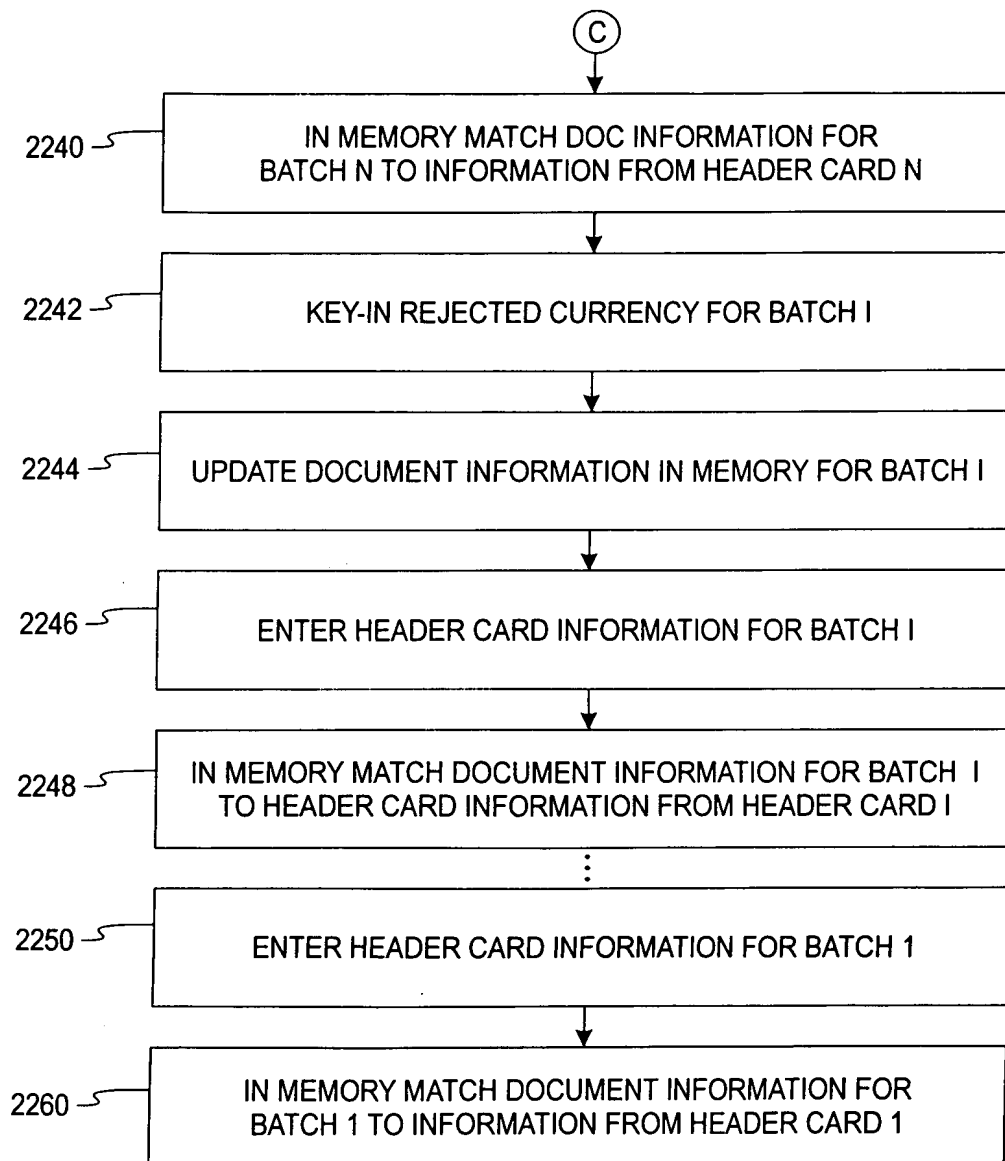 C
2240
IN MEMORY MATCH DOC INFORMATION FOR
BATCH N TO INFORMATION FROM HEADER CARD N
2242
KEY-IN REJECTED CURRENCY FOR BATCH I
2244
UPDATE DOCUMENT INFORMATION IN MEMORY FOR BATCH I
2246
ENTER HEADER CARD INFORMATION FOR BATCH I
2248
IN MEMORY MATCH DOCUMENT INFORMATION FOR BATCH I
TO HEADER CARD INFORMATION FROM HEADER CARD I
2250
ENTER HEADER CARD INFORMATION FOR BATCH 1
2260
IN MEMORY MATCH DOCUMENT INFORMATION FOR
BATCH 1 TO INFORMATION FROM HEADER CARD 1